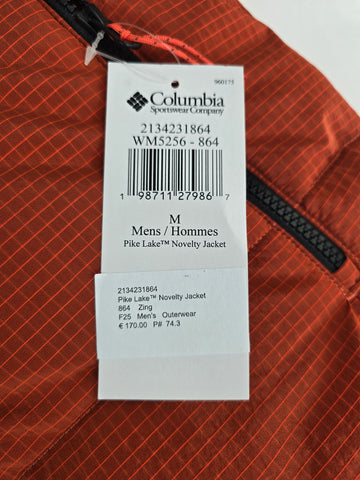 960175
Columbia
Sportswear Company
2134231864
WM5256 - 864
1 98711 27986 7
M
Mens / Hommes
Pike Lake™ Novelty Jacket
2134231864
Pike Lake™ Novelty Jacket
864 Zing
F25 Men's Outerwear
€ 170.00 P# 74.3